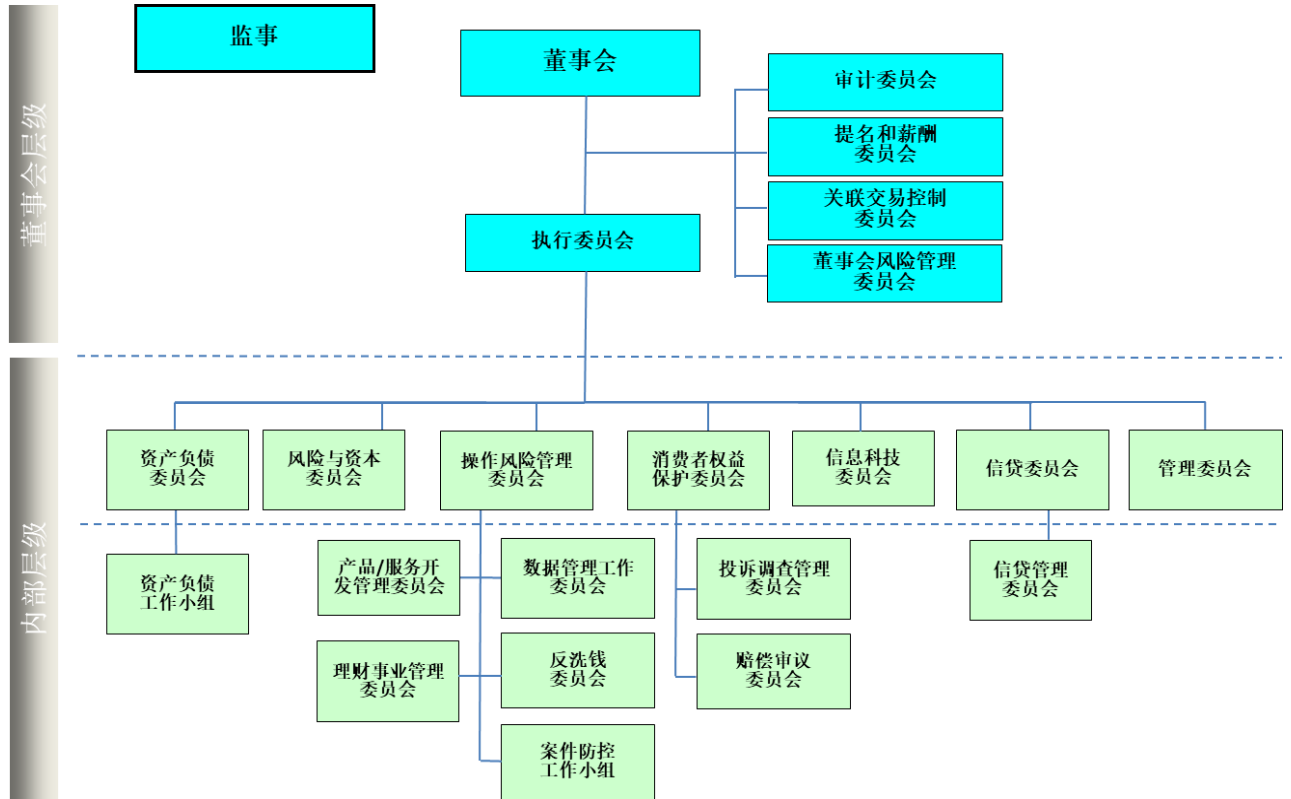 董事会层级
监事
董事会
审计委员会
提名和薪酬
委员会
关联交易控制
委员会
执行委员会
董事会风险管理
委员会
内部层级
资产负债
委员会
风险与资本
委员会
操作风险管理
委员会
消费者权益
保护委员会
信息科技
委员会
信贷委员会
管理委员会
资产负债
工作小组
产品/服务开
发管理委员会
数据管理工作
委员会
投诉调查管理
委员会
信贷管理
委员会
理财事业管理
委员会
反洗钱
委员会
赔偿审议
委员会
案件防控
工作小组